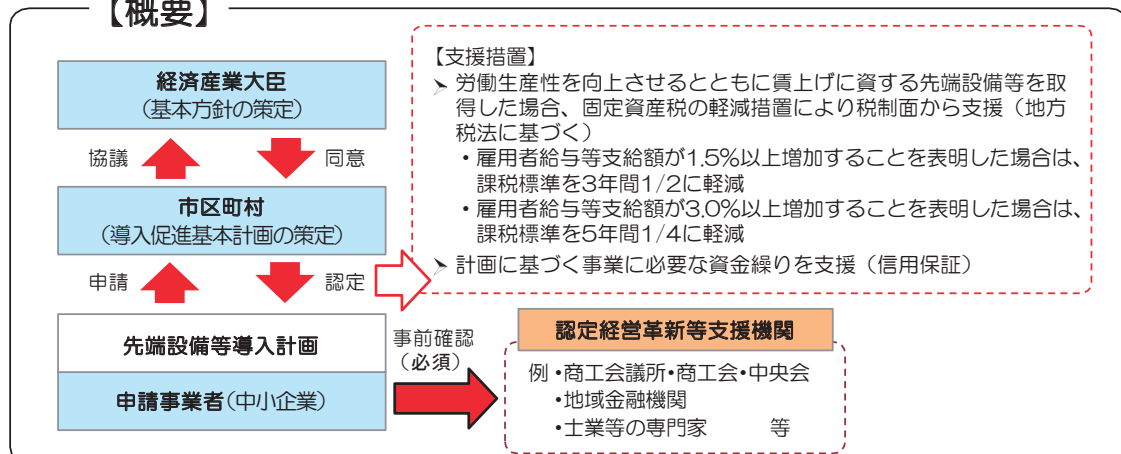 【概要】
経済産業大臣
(基本方針の策定)
協議
同意
市区町村
(導入促進基本計画の策定)
申請
認定
先端設備等導入計画
申請事業者(中小企業)
【支援措置】
➤ 労働生産性を向上させるとともに賃上げに資する先端設備等を取
得した場合、固定資産税の軽減措置により税制面から支援(地方
税法に基づく)
・雇用者給与等支給額が1.5%以上増加することを表明した場合は、
課税標準を3年間1/2に軽減
・雇用者給与等支給額が3.0%以上増加することを表明した場合は、
課税標準を5年間1/4に軽減
➤ 計画に基づく事業に必要な資金繰りを支援(信用保証)
事前確認
(必須)
認定経営革新等支援機関
例 ・商工会議所・商工会・中央会
・地域金融機関
・士業等の専門家 等